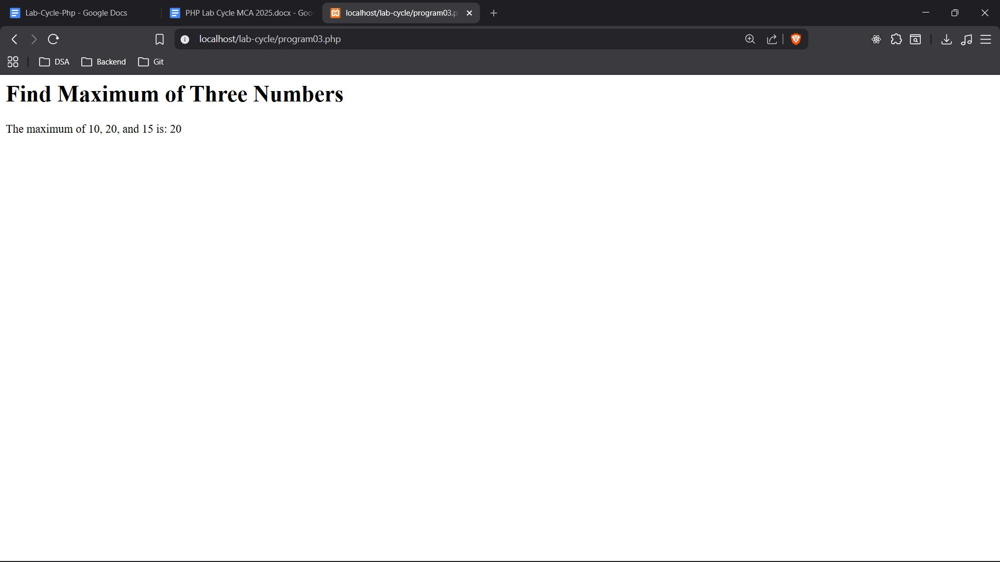 Lab-Cycle-Php - Google Docs
PHP Lab Cycle MCA 2025.docx - Goo
localhost/lab-cycle/program03.p
localhost/lab-cycle/program03.php
DSA
Backend
Git
Find Maximum of Three Numbers
The maximum of 10, 20, and 15 is: 20